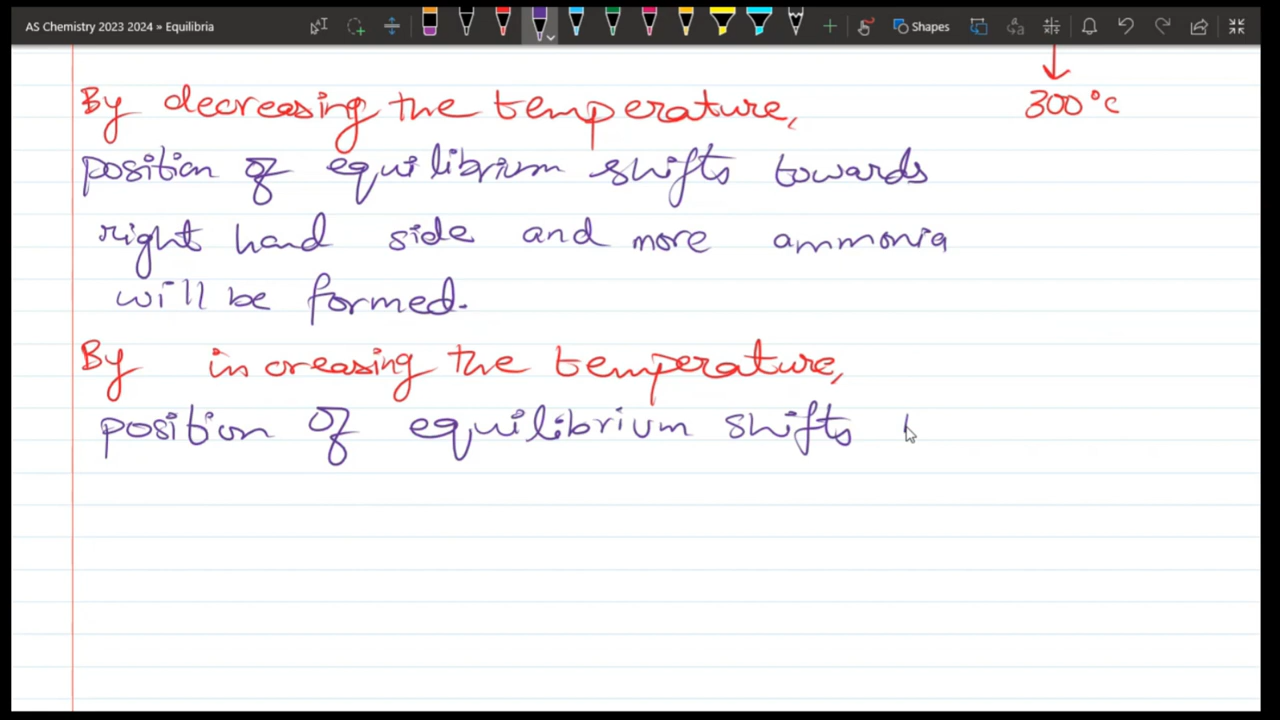 AS Chemistry 2023 2024 » Equilibria
Shapes
300°C
By decreasing the temperature,
position of equilibrium shifts towards
right hand side and more ammonia
will be formed.
By increasing the temperature,
position of equilibrium shifts